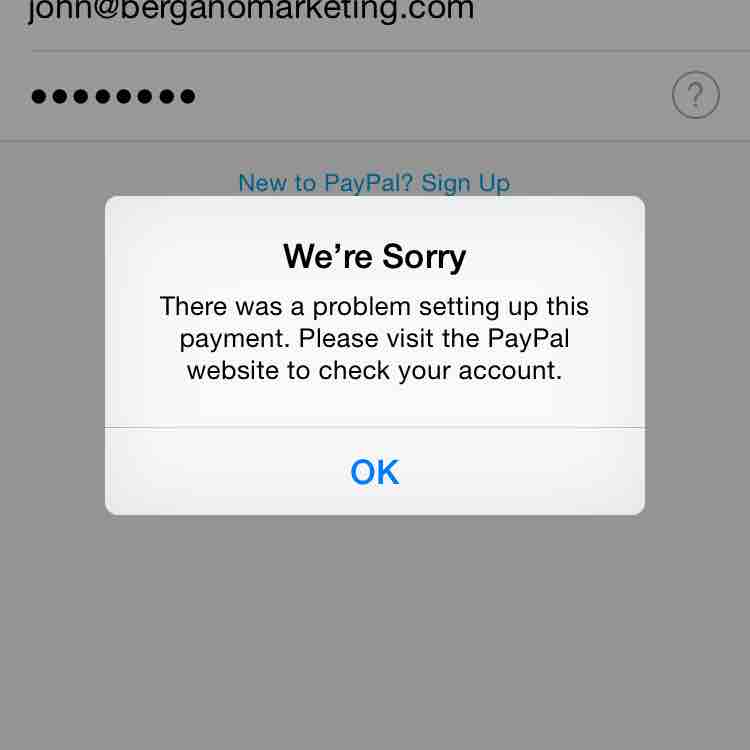 john@berganomarketing.com
••••••••
?
New to PayPal? Sign Up
We’re Sorry
There was a problem setting up this
payment. Please visit the PayPal
website to check your account.
OK